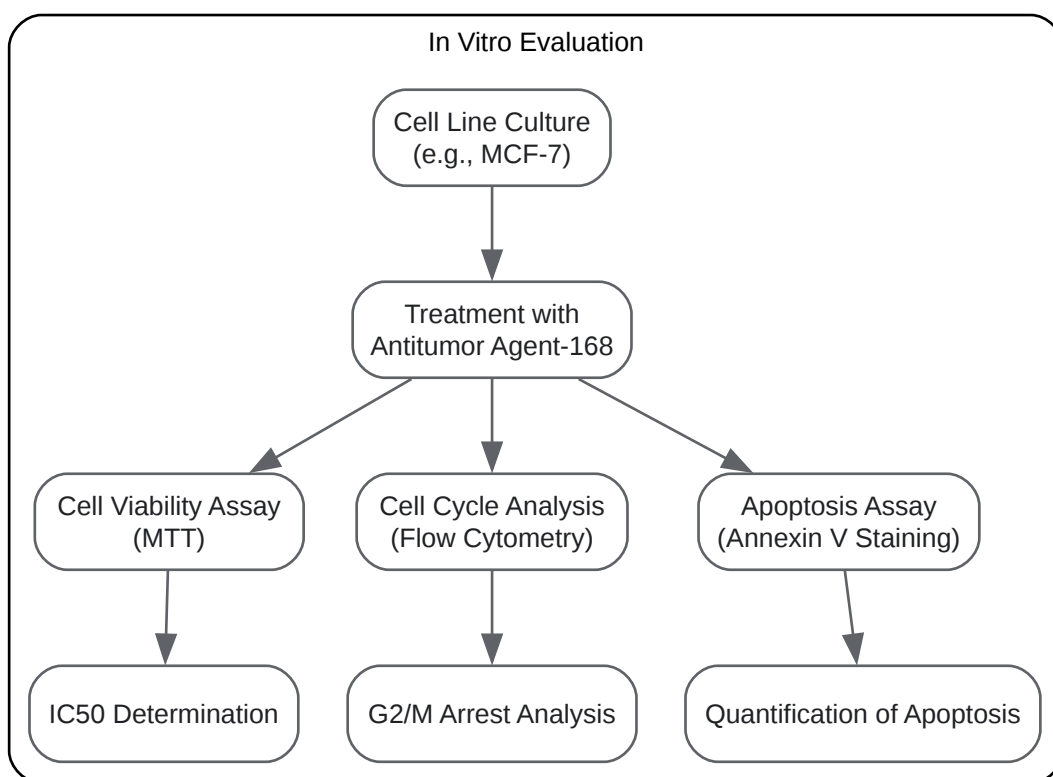 In Vitro Evaluation
Cell Line Culture
(e.g., MCF-7)
Treatment with
Antitumor Agent-168
Cell Viability Assay
(MTT)
Cell Cycle Analysis
(Flow Cytometry)
Apoptosis Assay
(Annexin V Staining)
IC50 Determination
G2/M Arrest Analysis
Quantification of Apoptosis